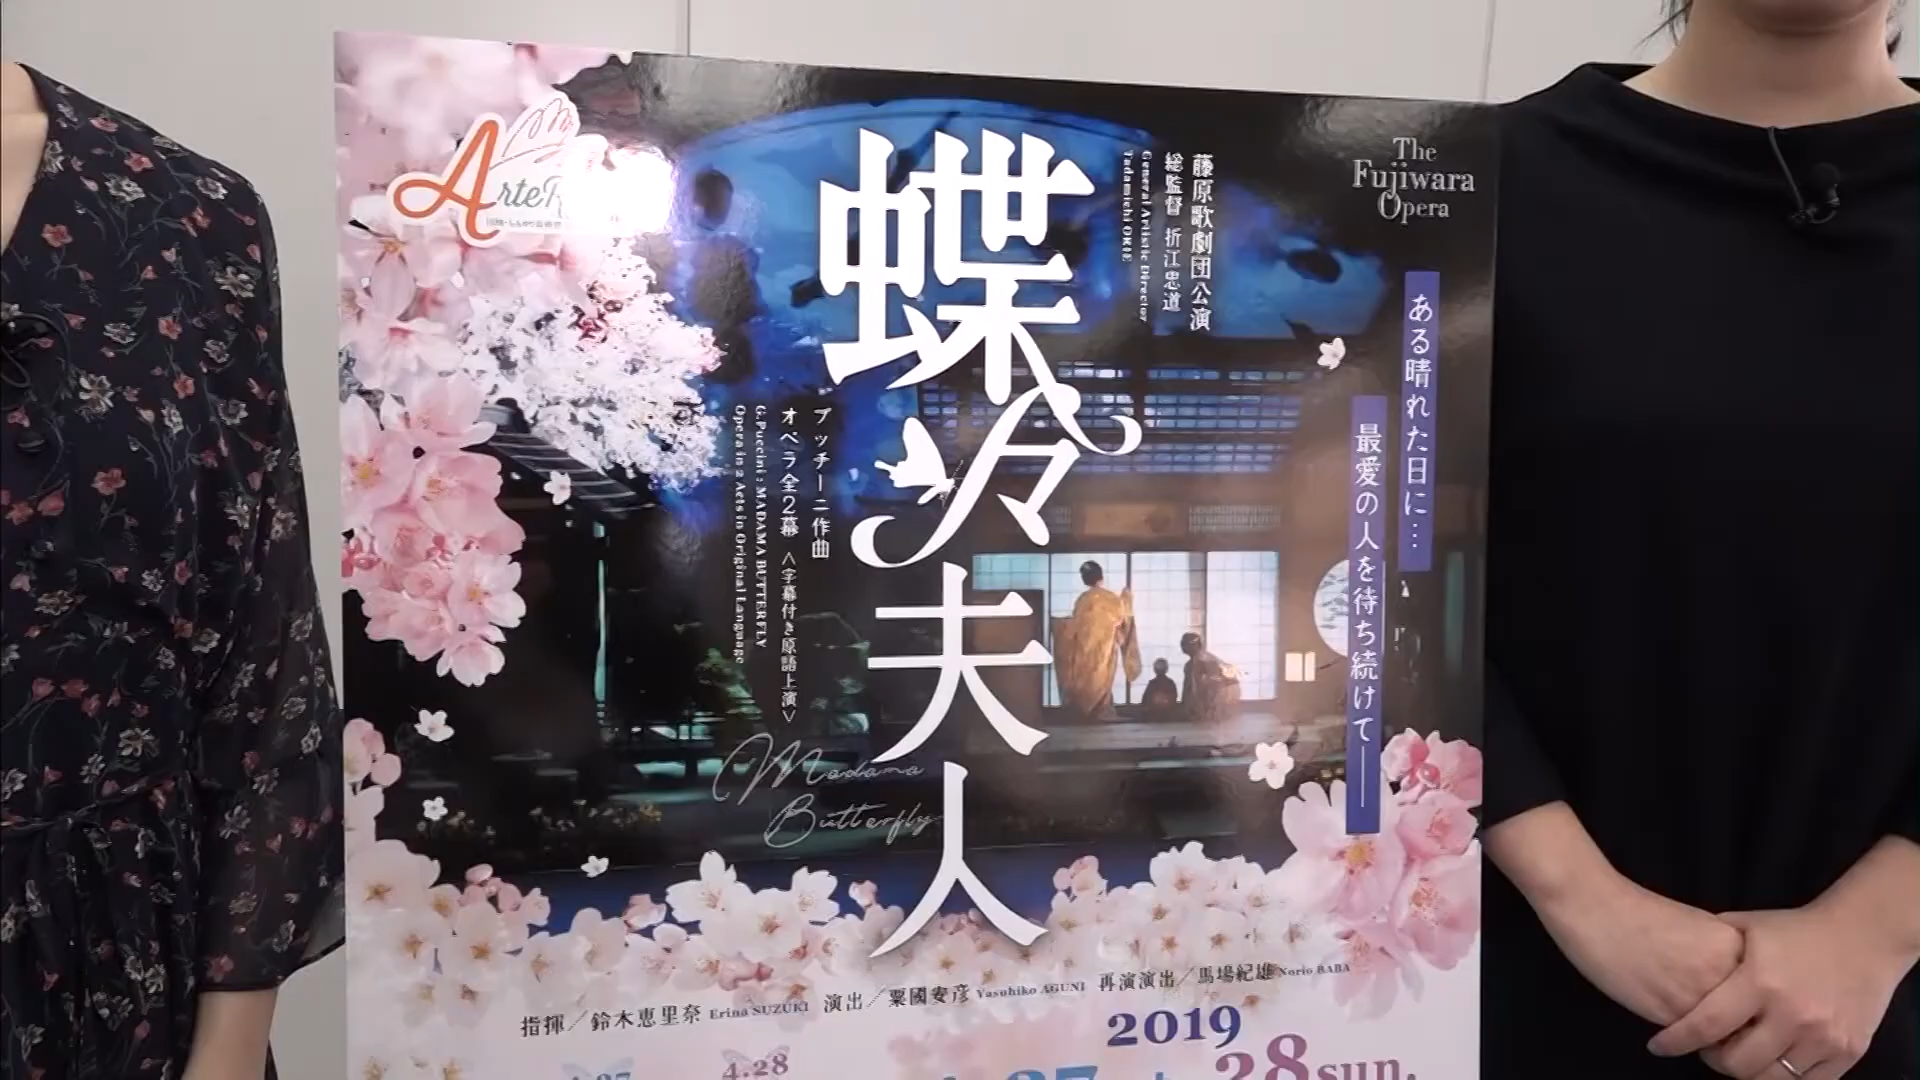 The
Fujiwara
Opera
藤原歌劇団公演
総監督 折江忠道
General Artistic Director
Tadamichi ORIE
蝶々夫人
ある晴れた日に…
最愛の人を待ち続けて――
プッチーニ作曲
オペラ全2幕 〈字幕付き原語上演〉
G.Puccini : MADAMA BUTTERFLY
Opera in 2 Acts in Original Language
Madama
Butterfly
指揮／鈴木恵里奈 Erina SUZUKI 演出／粟國安彦 Yasuhiko AGUNI 再演演出／馬場紀雄 Norio BABA
2019
4.28
28 sun.